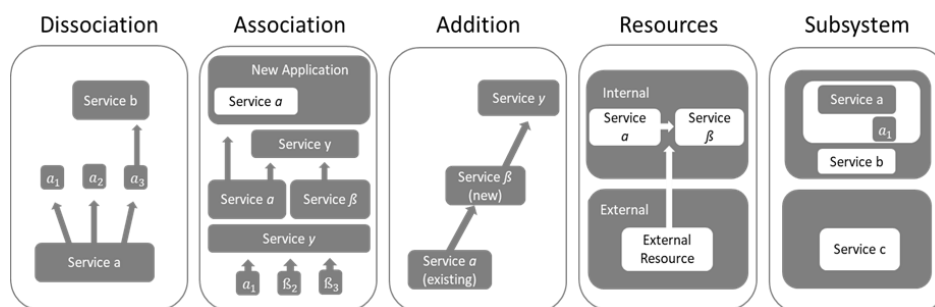 Dissociation
Service b
a₁ a₂ a₃
Service a
Association
New Application
Service a
Service y
Service a Service ß
Service y
a₁ ß₂ ß₃
Addition
Service y
Service ß
(new)
Service a
(existing)
Resources
Internal
Service
a
Service
ß
External
External
Resource
Subsystem
Service a
a₁
Service b
Service c